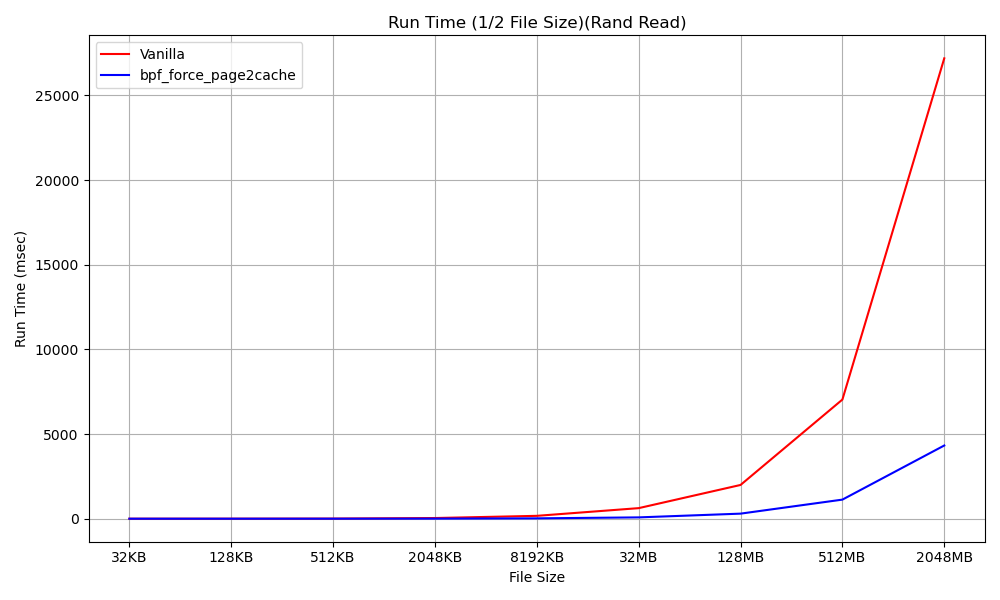 Run Time (1/2 File Size)(Rand Read)
Vanilla
bpf_force_page2cache
Run Time (msec)
25000
20000
15000
10000
5000
0
32KB 128KB 512KB 2048KB 8192KB 32MB 128MB 512MB 2048MB
File Size